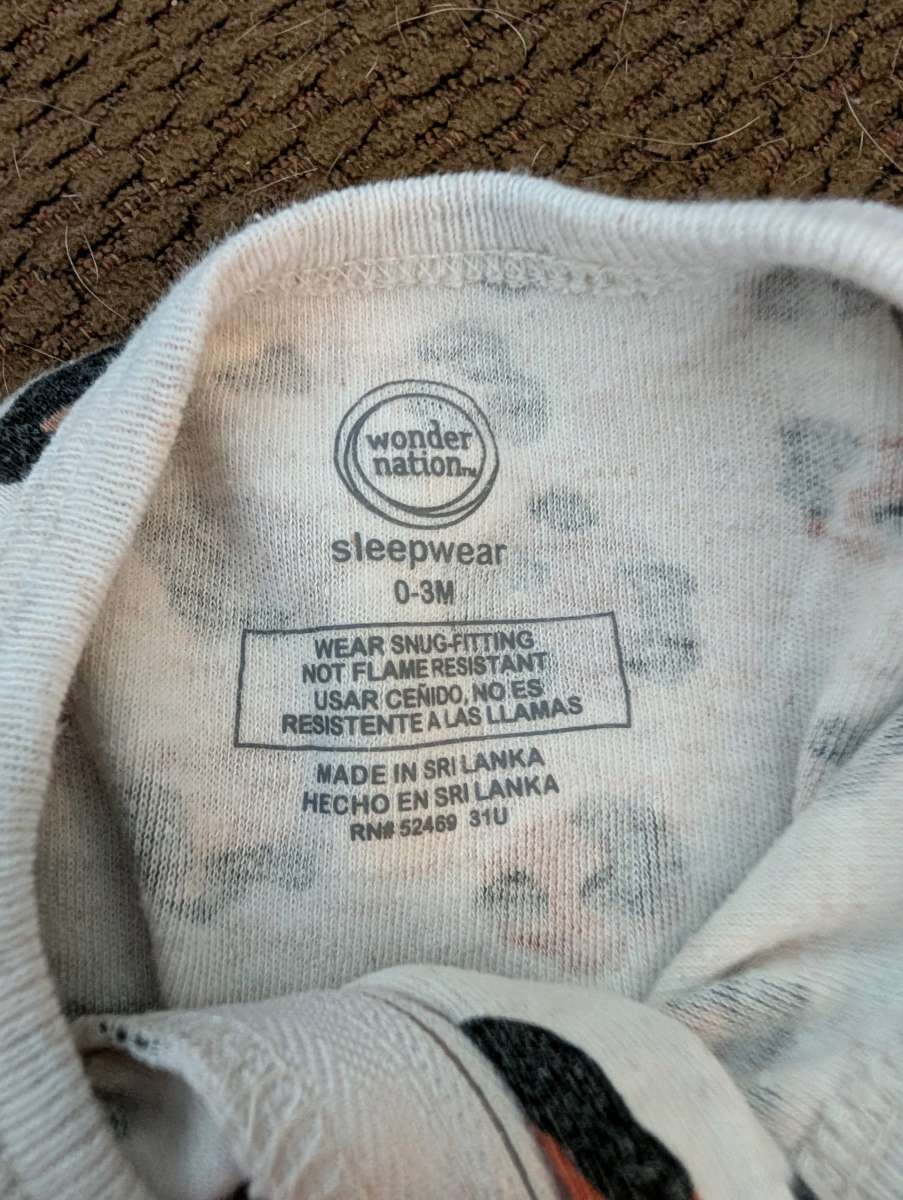 wonder
nation™
sleepwear
0-3M
WEAR SNUG-FITTING
NOT FLAME RESISTANT
USAR CEÑIDO, NO ES
RESISTENTE A LAS LLAMAS
MADE IN SRI LANKA
HECHO EN SRI LANKA
RN# 52469 31U